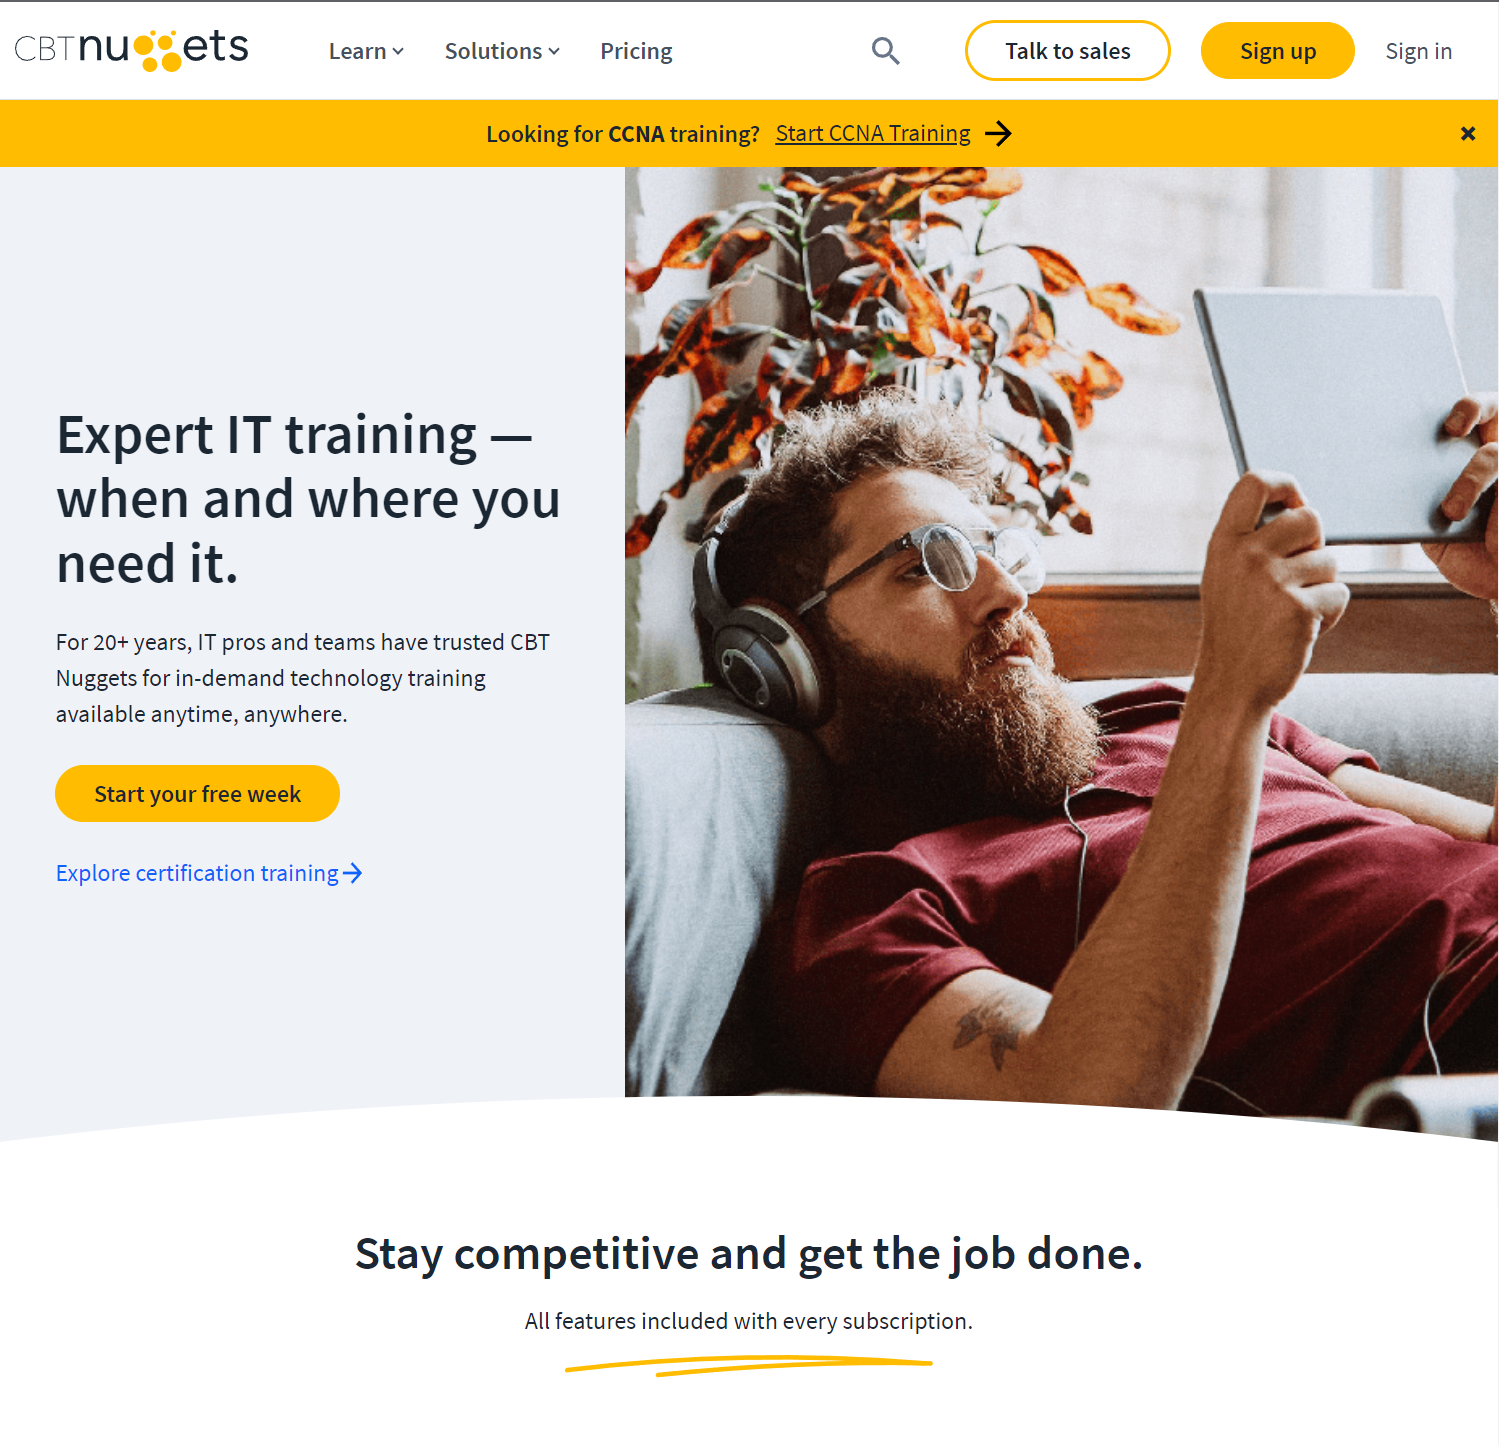 CBTnuggets
Learn
Solutions
Pricing
Talk to sales
Sign up
Sign in
Looking for CCNA training? Start CCNA Training
Expert IT training —
when and where you
need it.
For 20+ years, IT pros and teams have trusted CBT
Nuggets for in-demand technology training
available anytime, anywhere.
Start your free week
Explore certification training
Stay competitive and get the job done.
All features included with every subscription.